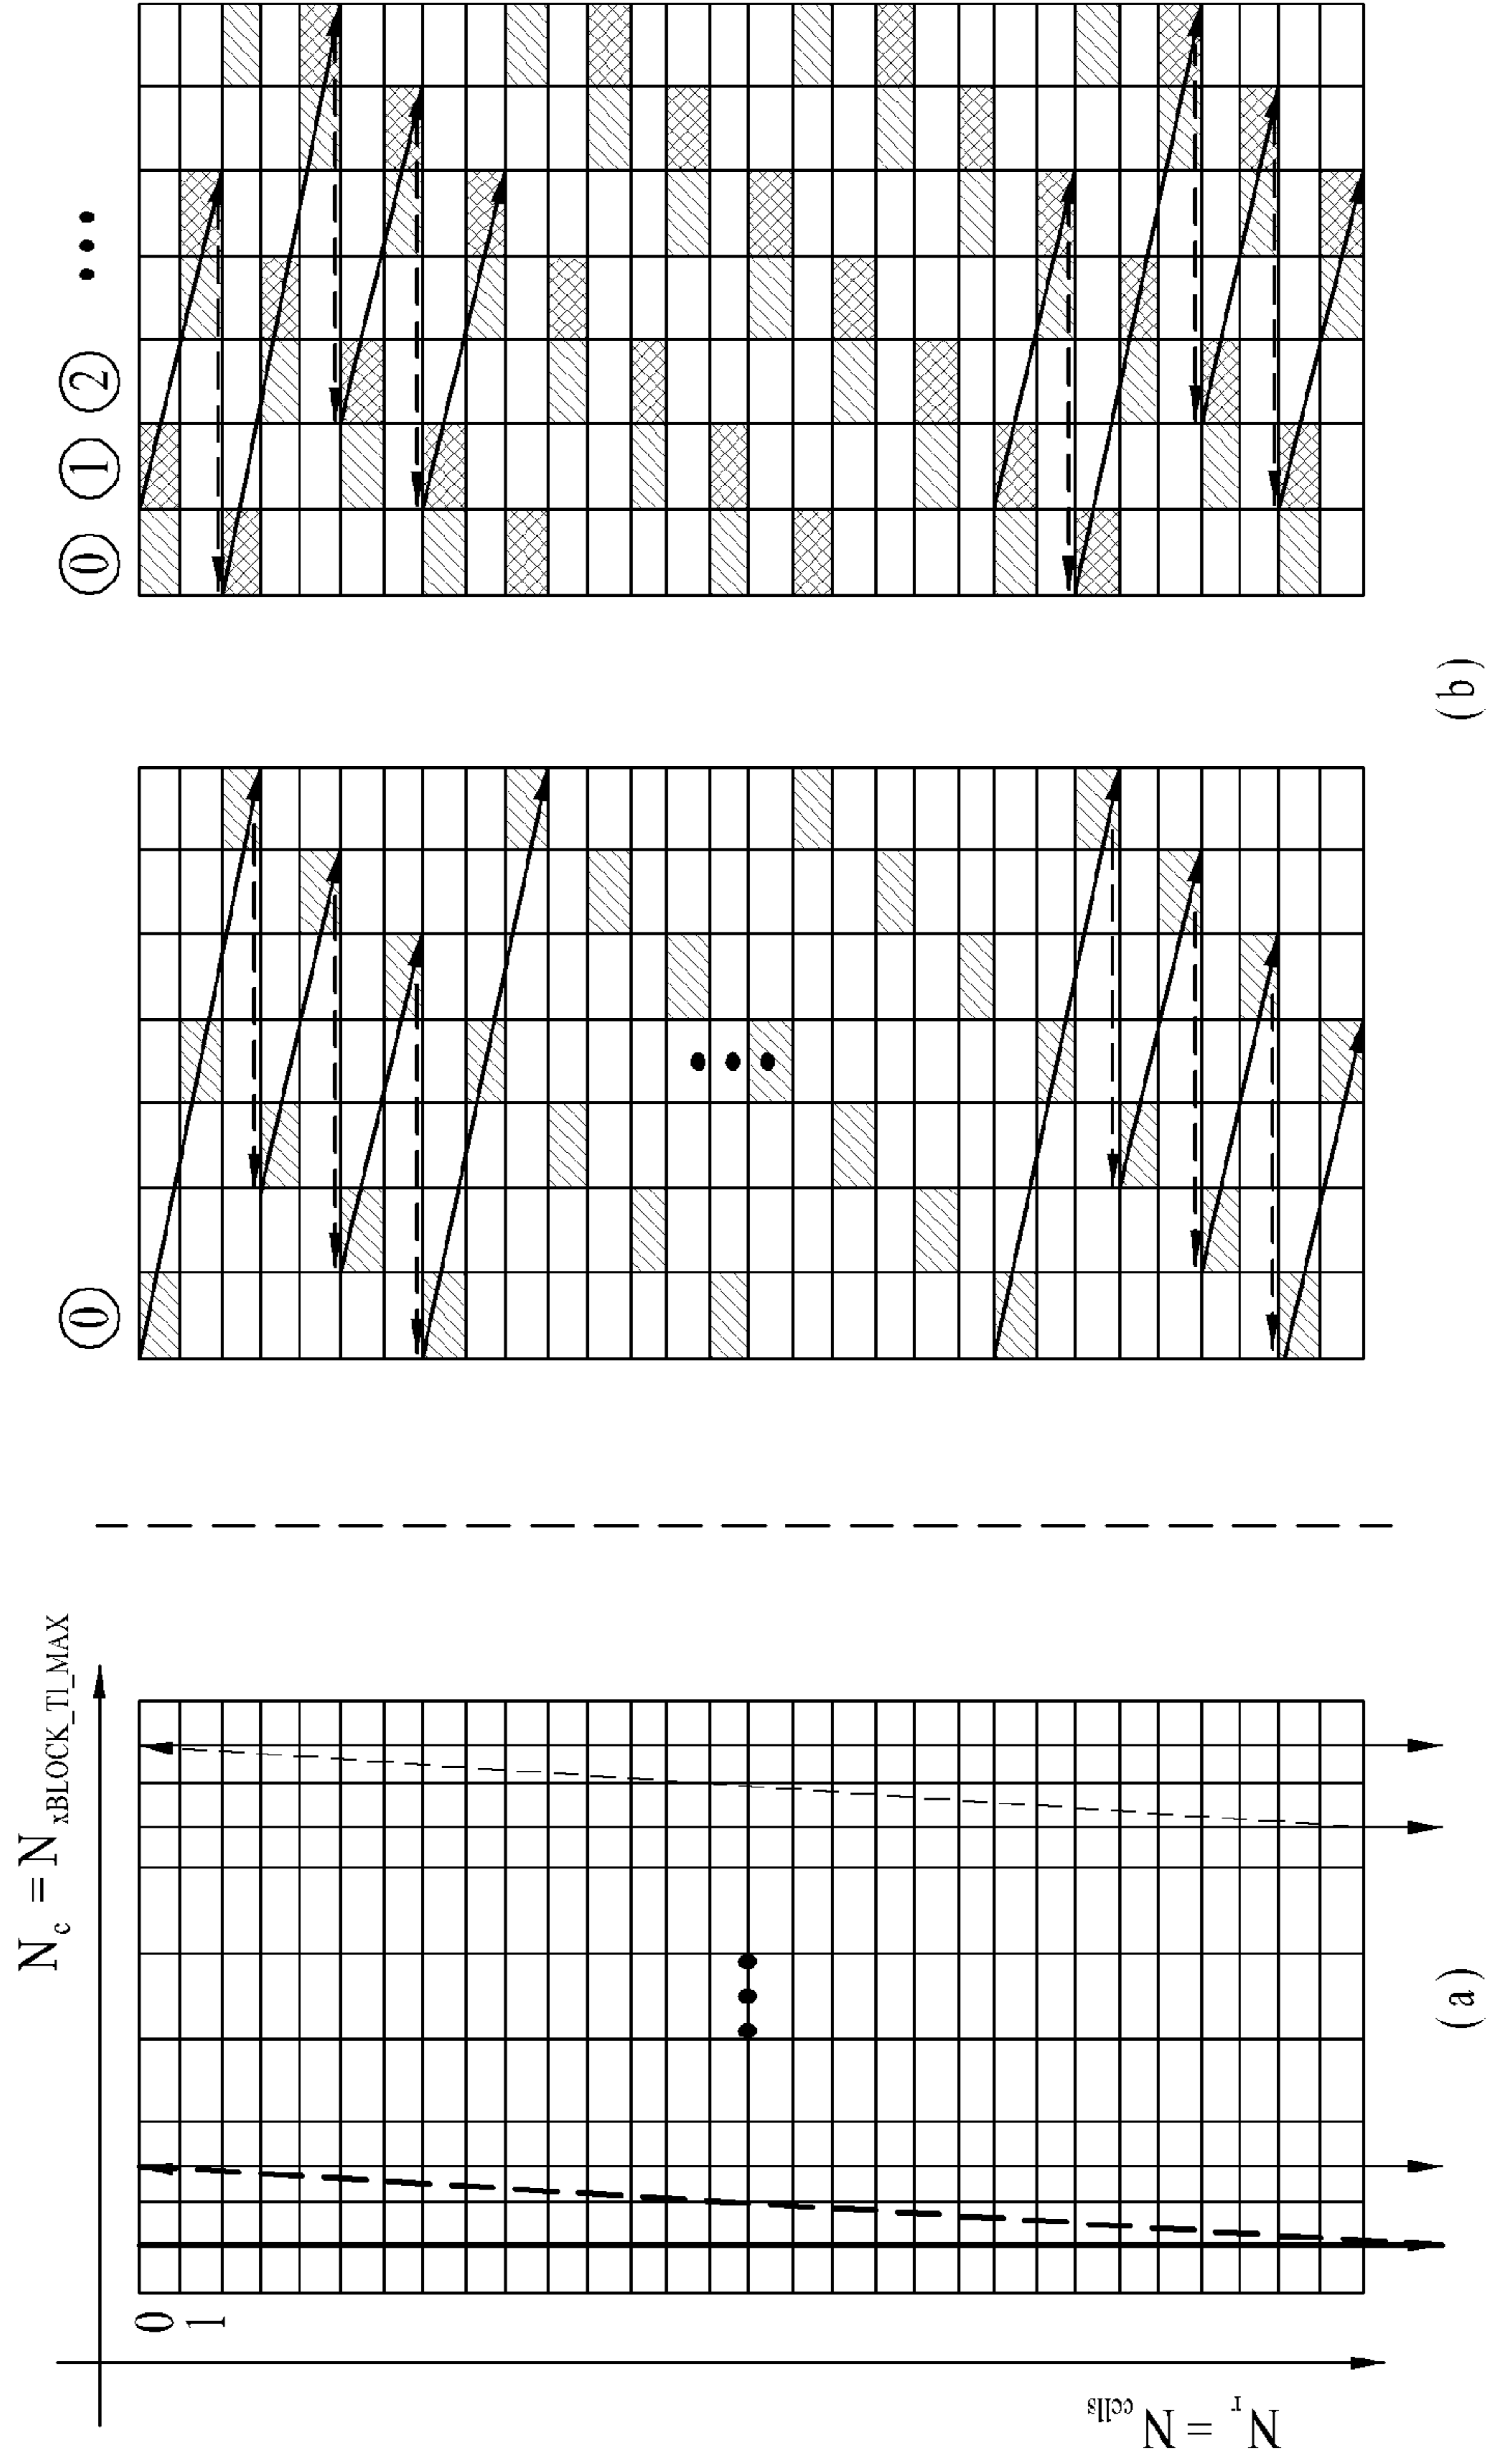 N_c = N_xBLOCK_TI_MAX
0
1
N_r = N_cells
(a)
0
0 1 2 •••
(b)